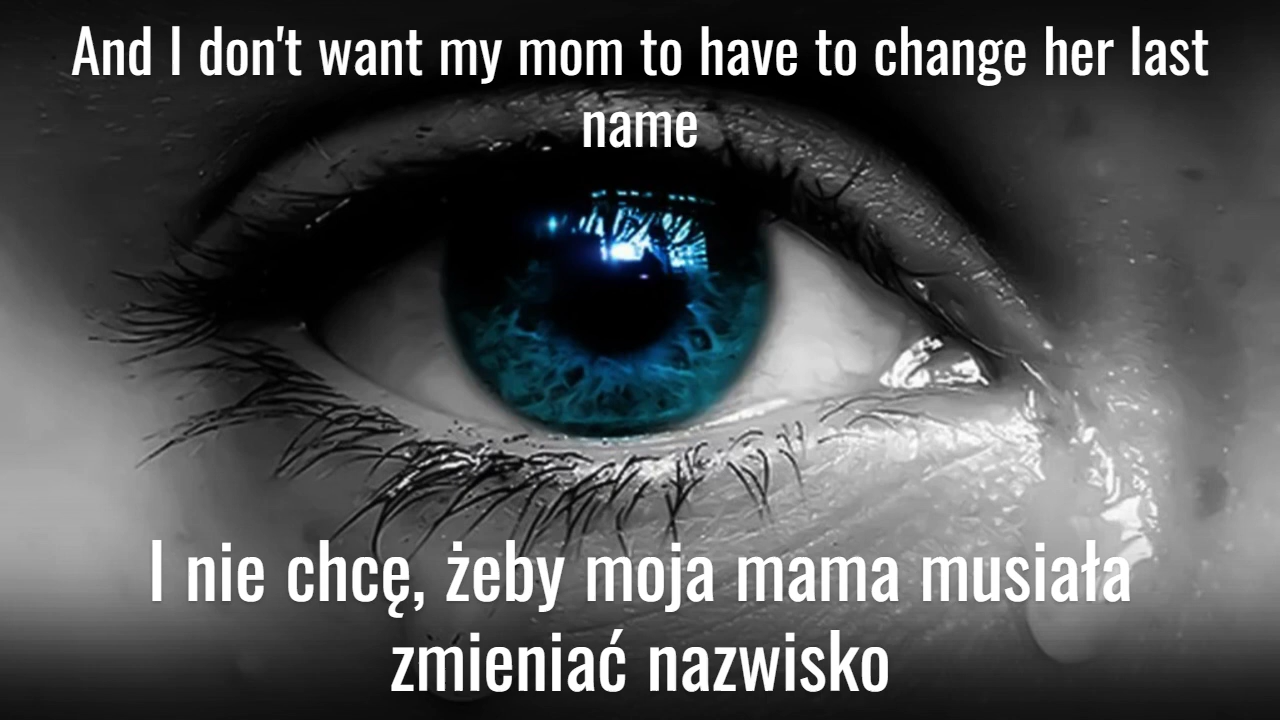 And I don't want my mom to have to change her last
name
I nie chcę, żeby moja mama musiała
zmieniać nazwisko